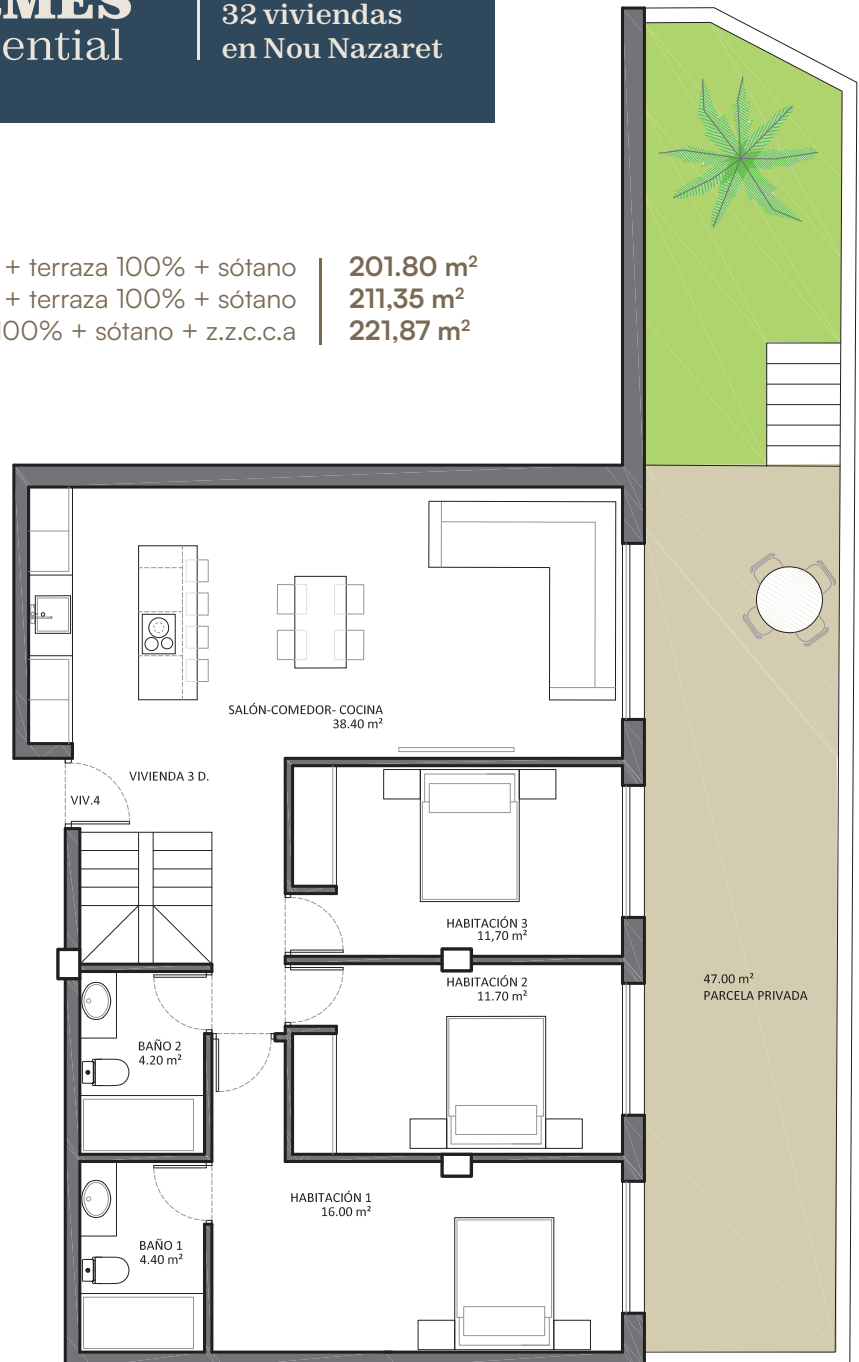 ential
32 viviendas
en Nou Nazaret
+ terraza 100% + sótano 201.80 m²
+ terraza 100% + sótano 211,35 m²
100% + sótano + z.z.c.c.a 221,87 m²
SALÓN-COMEDOR- COCINA
38.40 m²
VIVIENDA 3 D.
VIV.4
HABITACIÓN 3
11,70 m²
HABITACIÓN 2
11.70 m²
47.00 m²
PARCELA PRIVADA
BAÑO 2
4.20 m²
HABITACIÓN 1
16.00 m²
BAÑO 1
4.40 m²